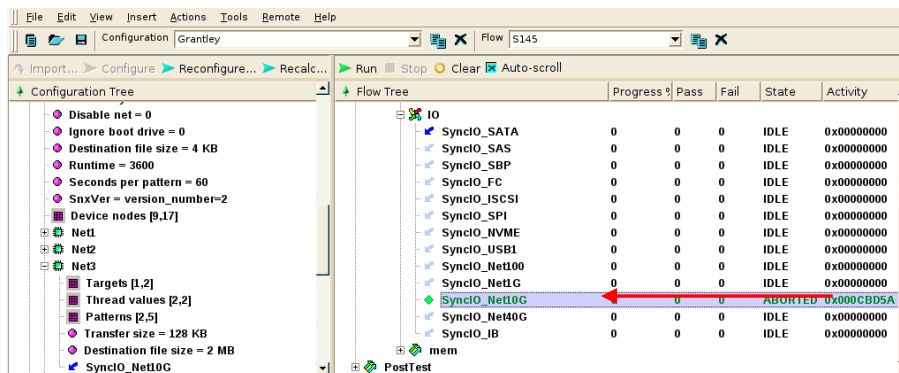 File Edit View Insert Actions Tools Remote Help
Configuration Grantley Flow S145
Import... Configure Reconfigure... Recalc... Run Stop Clear Auto-scroll
Configuration Tree
Disable net = 0
Ignore boot drive = 0
Destination file size = 4 KB
Runtime = 3600
Seconds per pattern = 60
SnxVer = version_number=2
Device nodes [9,17]
Net1
Net2
Net3
Targets [1,2]
Thread values [2,2]
Patterns [2,5]
Transfer size = 128 KB
Destination file size = 2 MB
SyncIO_Net10G
Flow Tree Progress % Pass Fail State Activity
IO
SyncIO_SATA 0 0 0 IDLE 0x00000000
SyncIO_SAS 0 0 0 IDLE 0x00000000
SyncIO_SBP 0 0 0 IDLE 0x00000000
SyncIO_FC 0 0 0 IDLE 0x00000000
SyncIO_ISCSI 0 0 0 IDLE 0x00000000
SyncIO_SPI 0 0 0 IDLE 0x00000000
SyncIO_NVME 0 0 0 IDLE 0x00000000
SyncIO_USB1 0 0 0 IDLE 0x00000000
SyncIO_Net100 0 0 0 IDLE 0x00000000
SyncIO_Net1G 0 0 0 IDLE 0x00000000
SyncIO_Net10G 0 0 ABORTED 0x000CBD5A
SyncIO_Net40G 0 0 0 IDLE 0x00000000
SyncIO_IB 0 0 0 IDLE 0x00000000
mem
PostTest